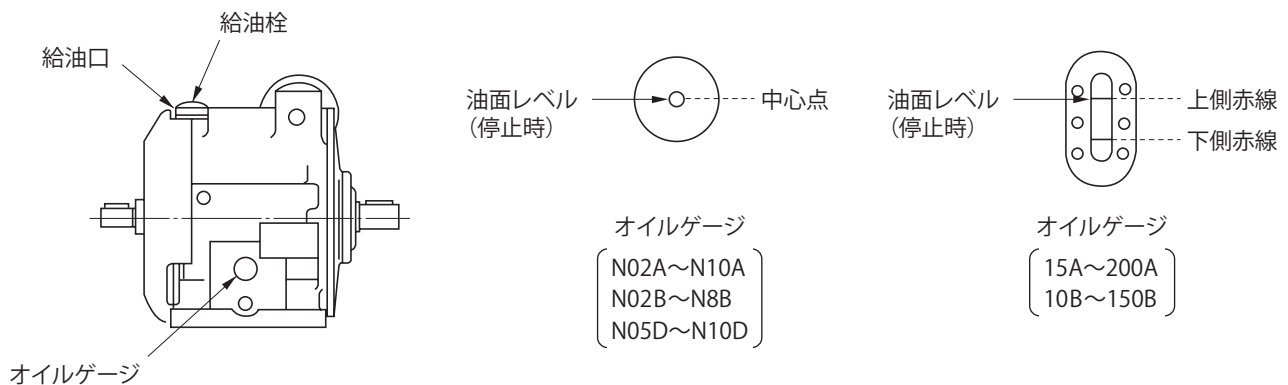 給油栓
給油口
オイルゲージ
油面レベル
（停止時）
中心点
オイルゲージ
N02A～N10A
N02B～N8B
N05D～N10D
油面レベル
（停止時）
上側赤線
下側赤線
オイルゲージ
15A～200A
10B～150B